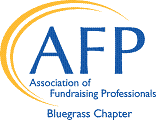 AFP
Association of
Fundraising Professionals
Bluegrass Chapter